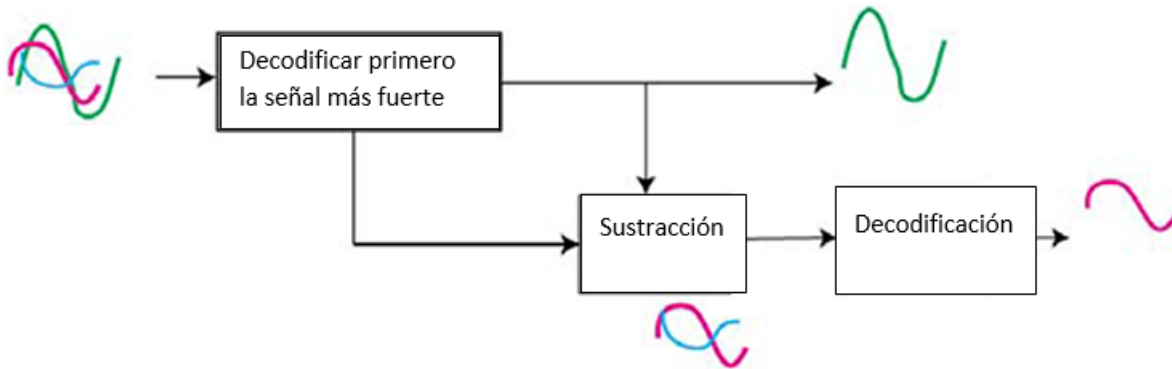 Decodificar primero
la señal más fuerte
Sustracción
Decodificación